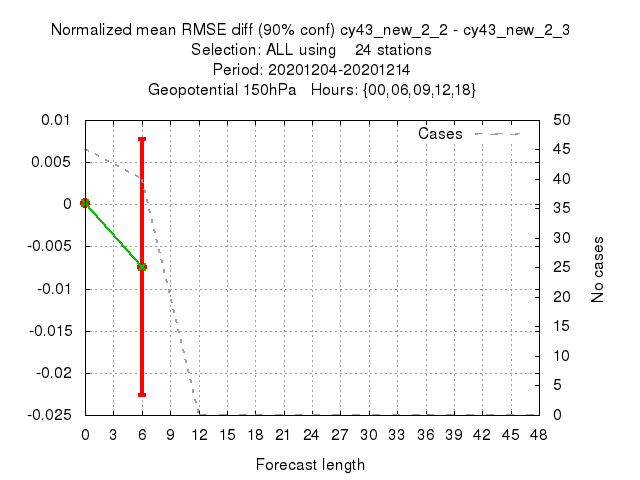 Normalized mean RMSE diff (90% conf) cy43_new_2_2 - cy43_new_2_3
Selection: ALL using    24 stations
Period: 20201204-20201214
Geopotential 150hPa   Hours: {00,06,09,12,18}
Cases
0.01
0.005
0
-0.005
-0.01
-0.015
-0.02
-0.025
50
45
40
35
30
25
20
15
10
5
0
No cases
0 3 6 9 12 15 18 21 24 27 30 33 36 39 42 45 48
Forecast length